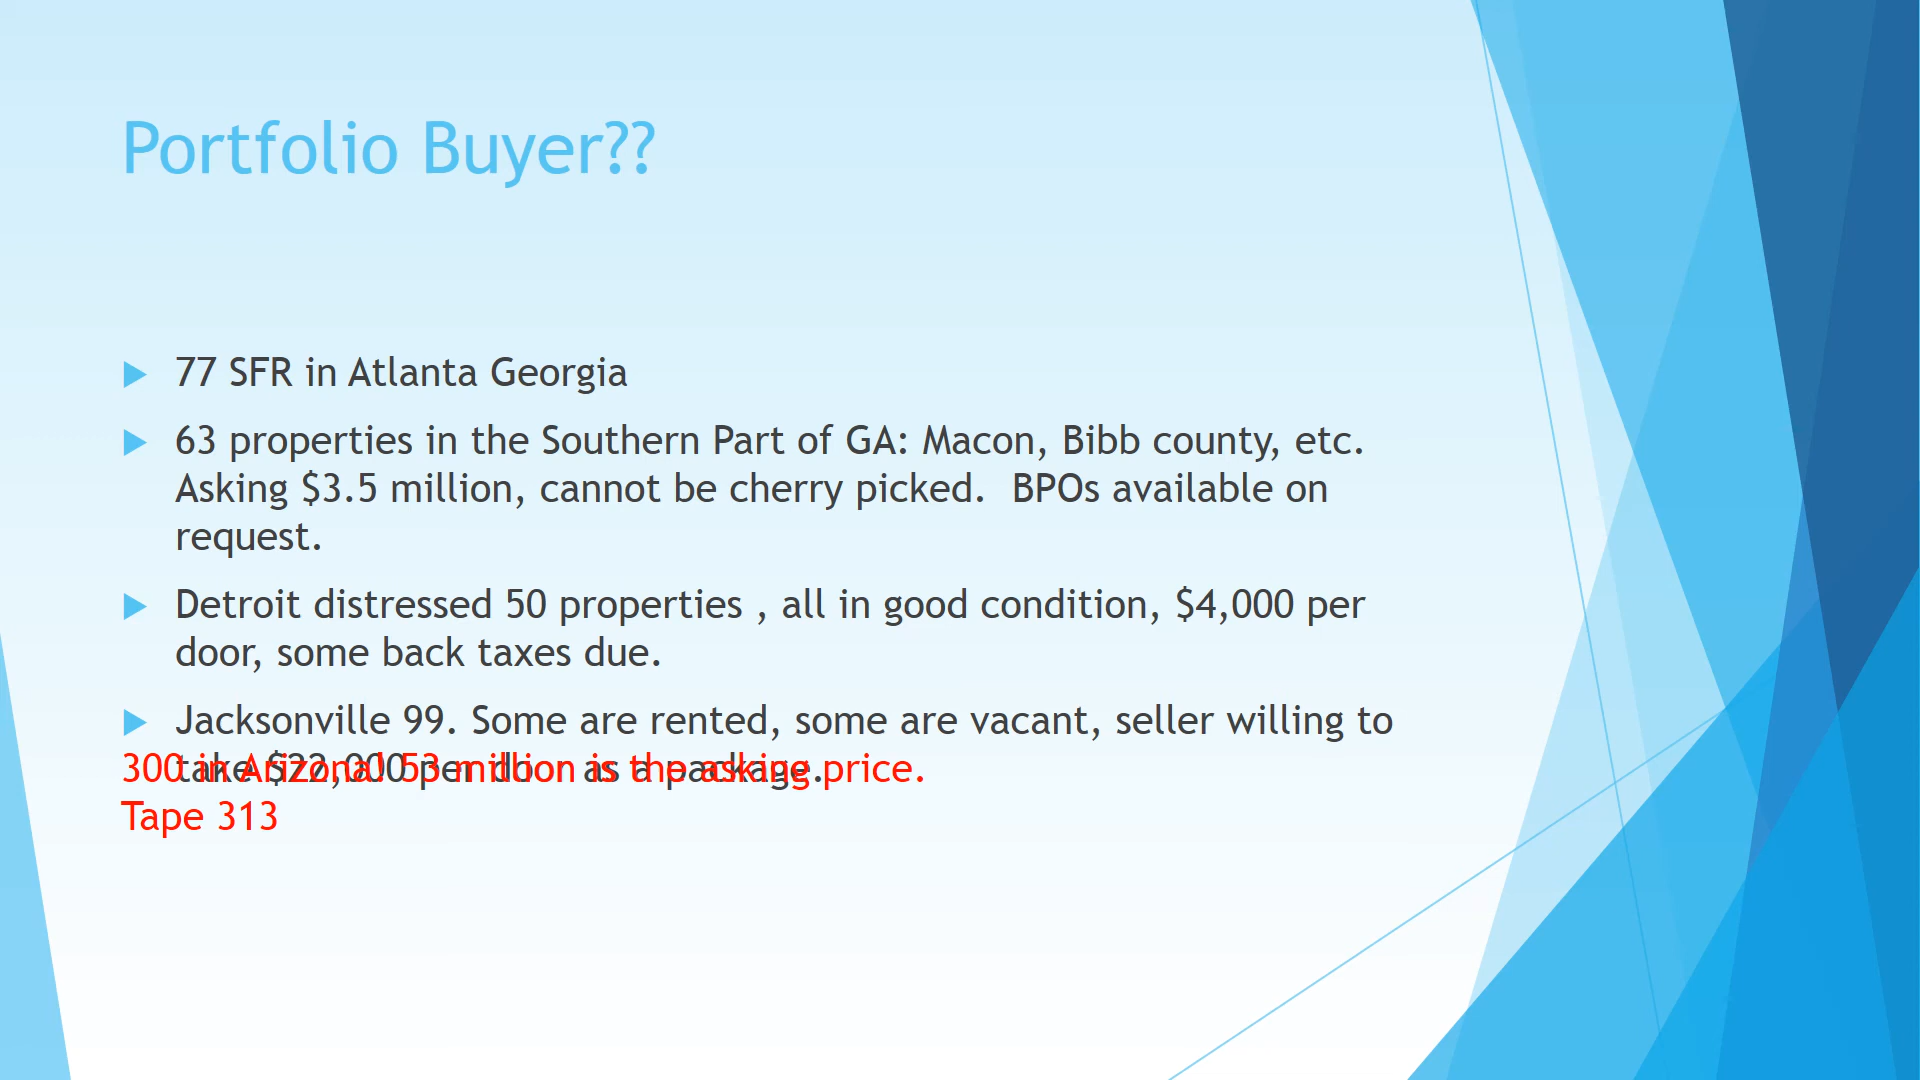 Portfolio Buyer??
77 SFR in Atlanta Georgia
63 properties in the Southern Part of GA: Macon, Bibb county, etc.
Asking $3.5 million, cannot be cherry picked. BPOs available on
request.
Detroit distressed 50 properties , all in good condition, $4,000 per
door, some back taxes due.
Jacksonville 99. Some are rented, some are vacant, seller willing to
take $22,000 per door as a package.
300 in Arizona! 53 million is the asking price.
Tape 313